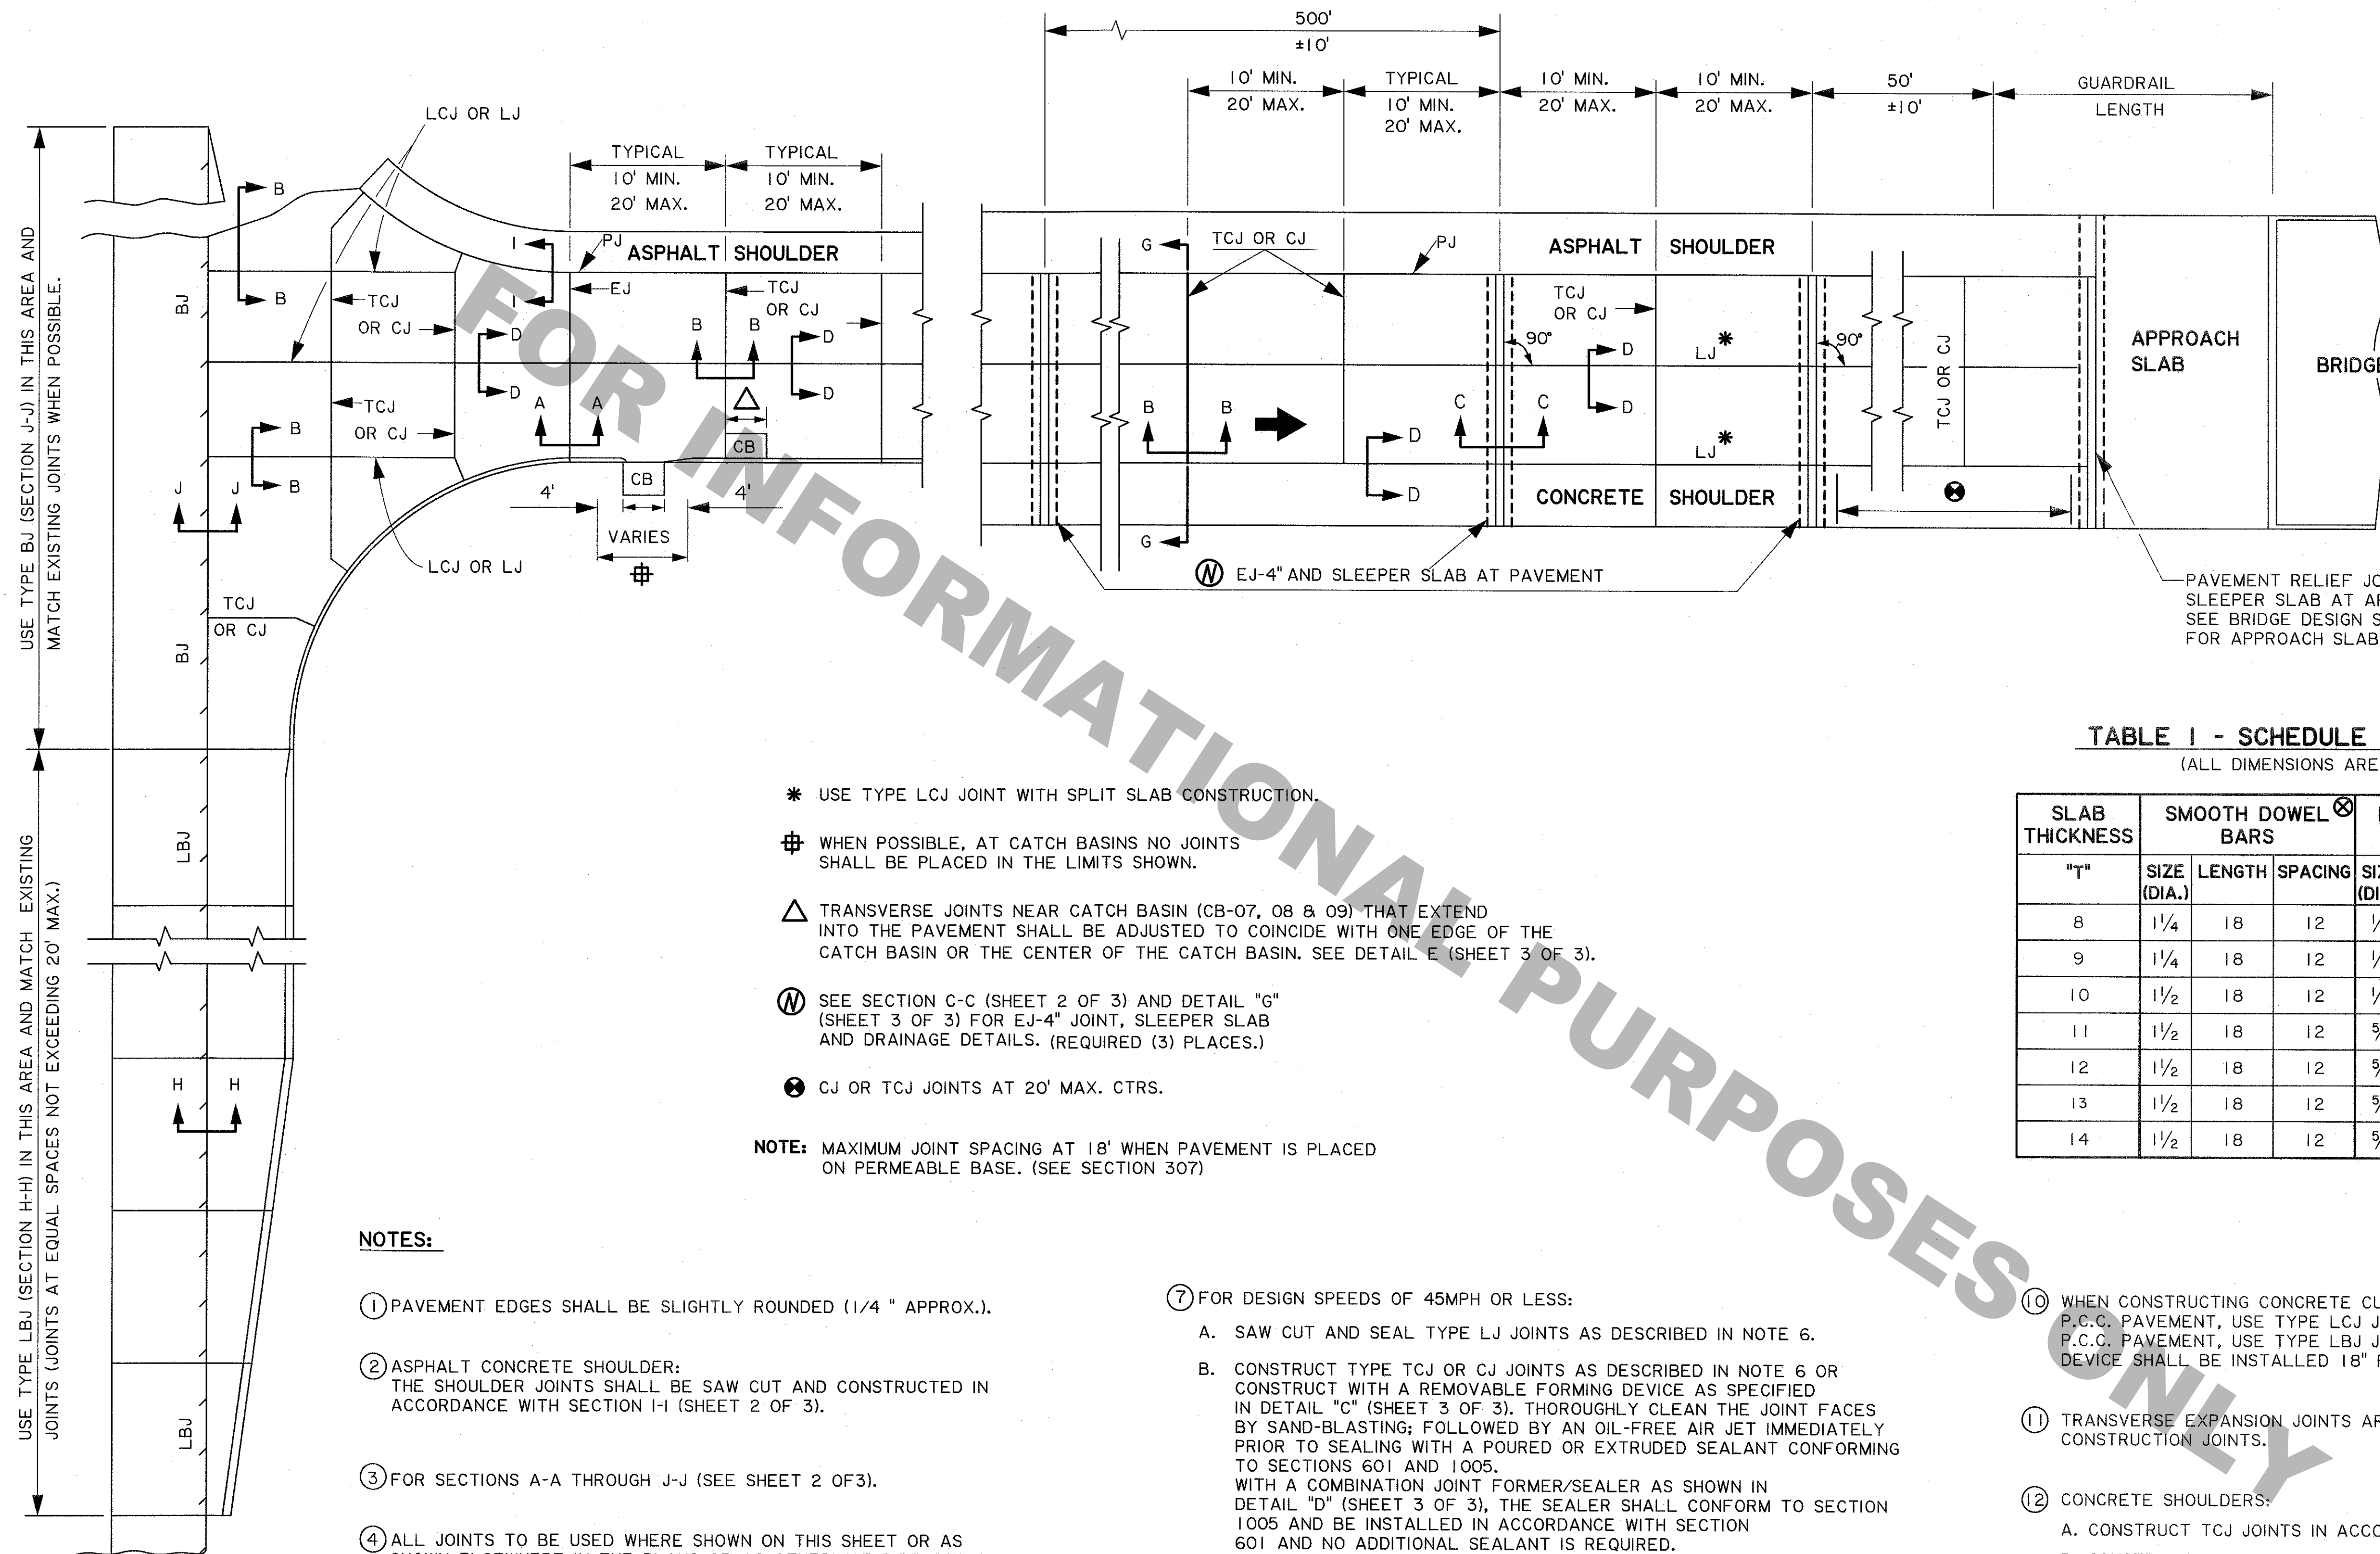 500'
±10'
10' MIN.
20' MAX.
TYPICAL
10' MIN.
20' MAX.
10' MIN.
20' MAX.
10' MIN.
20' MAX.
50'
±10'
GUARDRAIL
LENGTH
LCJ OR LJ
TYPICAL
10' MIN.
20' MAX.
TYPICAL
10' MIN.
20' MAX.
USE TYPE BJ (SECTION J-J) IN THIS AREA AND
MATCH EXISTING JOINTS WHEN POSSIBLE.
B
B
BJ
TCJ
OR CJ
I
I
PJ
ASPHALT SHOULDER
EJ
TCJ
OR CJ
B
B
D
D
D
D
A
A
TCJ
OR CJ
B
B
J
J
CB
CB
4'
4'
VARIES
LCJ OR LJ
TCJ
OR CJ
BJ
G
G
TCJ OR CJ
PJ
ASPHALT SHOULDER
TCJ
OR CJ
90°
D
D
LJ
LJ
90°
TCJ OR CJ
B
B
C
C
D
D
CONCRETE SHOULDER
APPROACH
SLAB
BRIDGE
N EJ-4" AND SLEEPER SLAB AT PAVEMENT
PAVEMENT RELIEF
SLEEPER SLAB AT
SEE BRIDGE DESIGN
FOR APPROACH SLAB
USE TYPE LBJ (SECTION H-H) IN THIS AREA AND MATCH EXISTING
JOINTS (JOINTS AT EQUAL SPACES NOT EXCEEDING 20' MAX.)
LBJ
H
H
LBJ
* USE TYPE LCJ JOINT WITH SPLIT SLAB CONSTRUCTION.
WHEN POSSIBLE, AT CATCH BASINS NO JOINTS
SHALL BE PLACED IN THE LIMITS SHOWN.
△ TRANSVERSE JOINTS NEAR CATCH BASIN (CB-07, 08 & 09) THAT EXTEND
INTO THE PAVEMENT SHALL BE ADJUSTED TO COINCIDE WITH ONE EDGE OF THE
CATCH BASIN OR THE CENTER OF THE CATCH BASIN. SEE DETAIL E (SHEET 3 OF 3).
N SEE SECTION C-C (SHEET 2 OF 3) AND DETAIL "G"
(SHEET 3 OF 3) FOR EJ-4" JOINT, SLEEPER SLAB
AND DRAINAGE DETAILS. (REQUIRED (3) PLACES.)
CJ OR TCJ JOINTS AT 20' MAX. CTRS.
NOTE: MAXIMUM JOINT SPACING AT 18' WHEN PAVEMENT IS PLACED
ON PERMEABLE BASE. (SEE SECTION 307)
TABLE 1 - SCHEDULE
(ALL DIMENSIONS ARE
SLAB THICKNESS SMOOTH DOWEL BARS
"T" SIZE (DIA.) LENGTH SPACING
8 1 1/4 18 12
9 1 1/4 18 12
10 1 1/2 18 12
11 1 1/2 18 12
12 1 1/2 18 12
13 1 1/2 18 12
14 1 1/2 18 12
NOTES:
1 PAVEMENT EDGES SHALL BE SLIGHTLY ROUNDED (1/4 " APPROX.).
2 ASPHALT CONCRETE SHOULDER:
THE SHOULDER JOINTS SHALL BE SAW CUT AND CONSTRUCTED IN
ACCORDANCE WITH SECTION I-I (SHEET 2 OF 3).
3 FOR SECTIONS A-A THROUGH J-J (SEE SHEET 2 OF3).
4 ALL JOINTS TO BE USED WHERE SHOWN ON THIS SHEET OR AS
7 FOR DESIGN SPEEDS OF 45MPH OR LESS:
A. SAW CUT AND SEAL TYPE LJ JOINTS AS DESCRIBED IN NOTE 6.
B. CONSTRUCT TYPE TCJ OR CJ JOINTS AS DESCRIBED IN NOTE 6 OR
CONSTRUCT WITH A REMOVABLE FORMING DEVICE AS SPECIFIED
IN DETAIL "C" (SHEET 3 OF 3). THOROUGHLY CLEAN THE JOINT FACES
BY SAND-BLASTING; FOLLOWED BY AN OIL-FREE AIR JET IMMEDIATELY
PRIOR TO SEALING WITH A POURED OR EXTRUDED SEALANT CONFORMING
TO SECTIONS 601 AND 1005.
WITH A COMBINATION JOINT FORMER/SEALER AS SHOWN IN
DETAIL "D" (SHEET 3 OF 3), THE SEALER SHALL CONFORM TO SECTION
1005 AND BE INSTALLED IN ACCORDANCE WITH SECTION
601 AND NO ADDITIONAL SEALANT IS REQUIRED.
10 WHEN CONSTRUCTING CONCRETE
P.C.C. PAVEMENT, USE TYPE LCJ
P.C.C. PAVEMENT, USE TYPE LBJ
DEVICE SHALL BE INSTALLED 18"
11 TRANSVERSE EXPANSION JOINTS
CONSTRUCTION JOINTS.
12 CONCRETE SHOULDERS:
A. CONSTRUCT TCJ JOINTS IN
FOR INFORMATIONAL PURPOSES ONLY